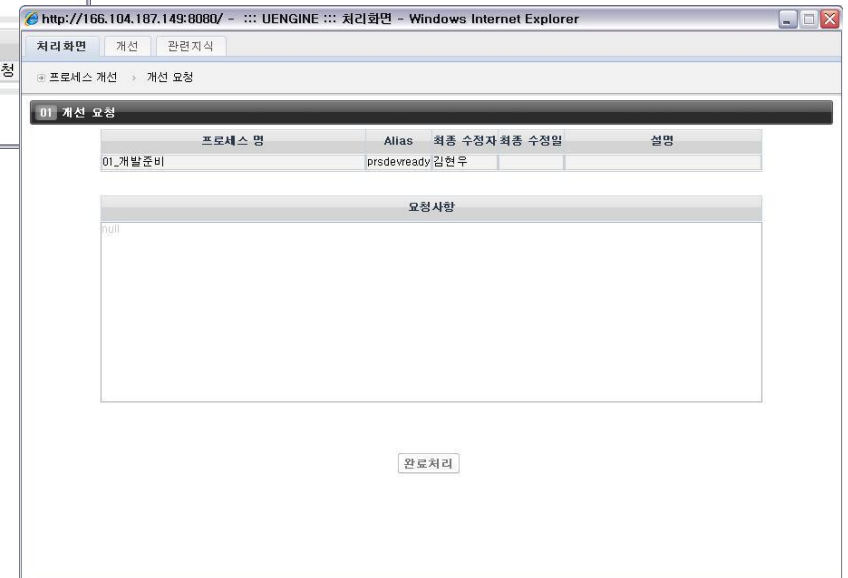 http://166.104.187.149:8080/ - ::: UENGINE ::: 처리화면 - Windows Internet Explorer
처리화면 개선 관련지식
청
프로세스 개선 > 개선 요청
01 개선 요청
프로세스 명 Alias 최종 수정자 최종 수정일 설명
01_개발준비 prsdevready 김현우
요청사항
null
완료처리